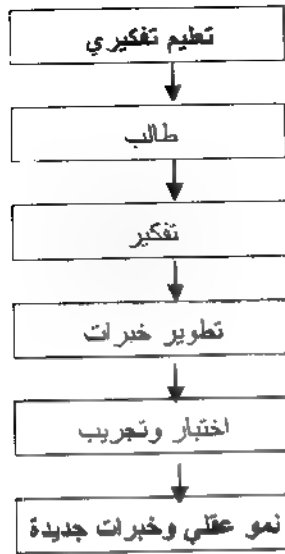 تعليم تفكيري
طالب
تفكير
تطوير خبرات
اختبار وتجريب
نمو عقلي وخبرات جديدة